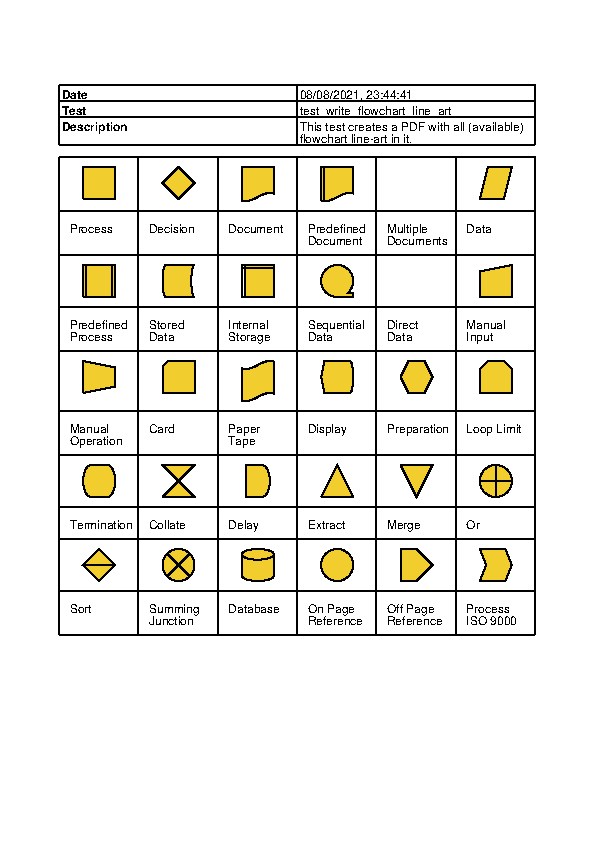 Date 08/08/2021, 23:44:41
Test test_write_flowchart_line_art
Description This test creates a PDF with all (available)
flowchart line-art in it.
Process Decision Document Predefined Multiple Data
Document Documents
Predefined Stored Internal Sequential Direct Manual
Process Data Storage Data Data Input
Manual Card Paper Display Preparation Loop Limit
Operation Tape
Termination Collate Delay Extract Merge Or
Sort Summing Database On Page Off Page Process
Junction Reference Reference ISO 9000